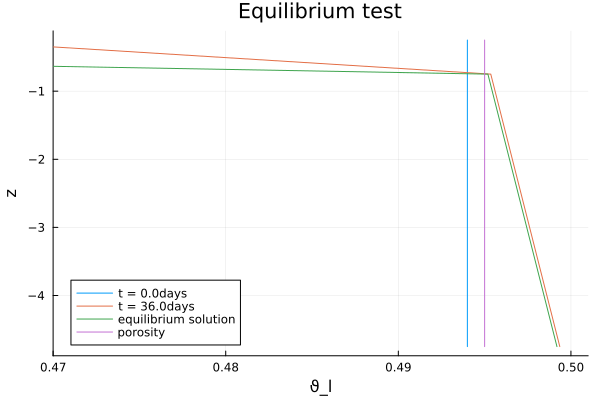 Equilibrium test
z
−1
−2
−3
−4
t = 0.0days
t = 36.0days
equilibrium solution
porosity
0.47 0.48 0.49 0.50
ϑ_l